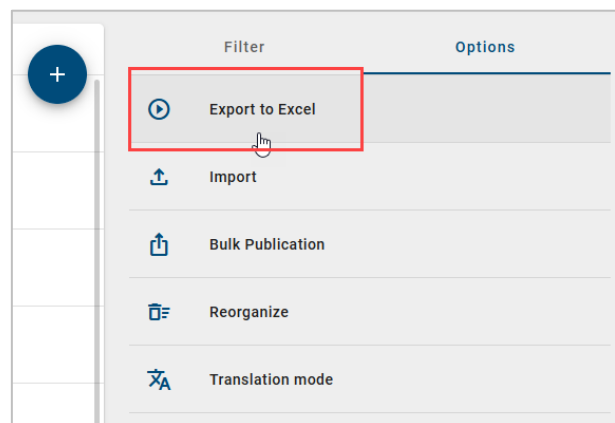 Filter
Options
Export to Excel
Import
Bulk Publication
Reorganize
Translation mode